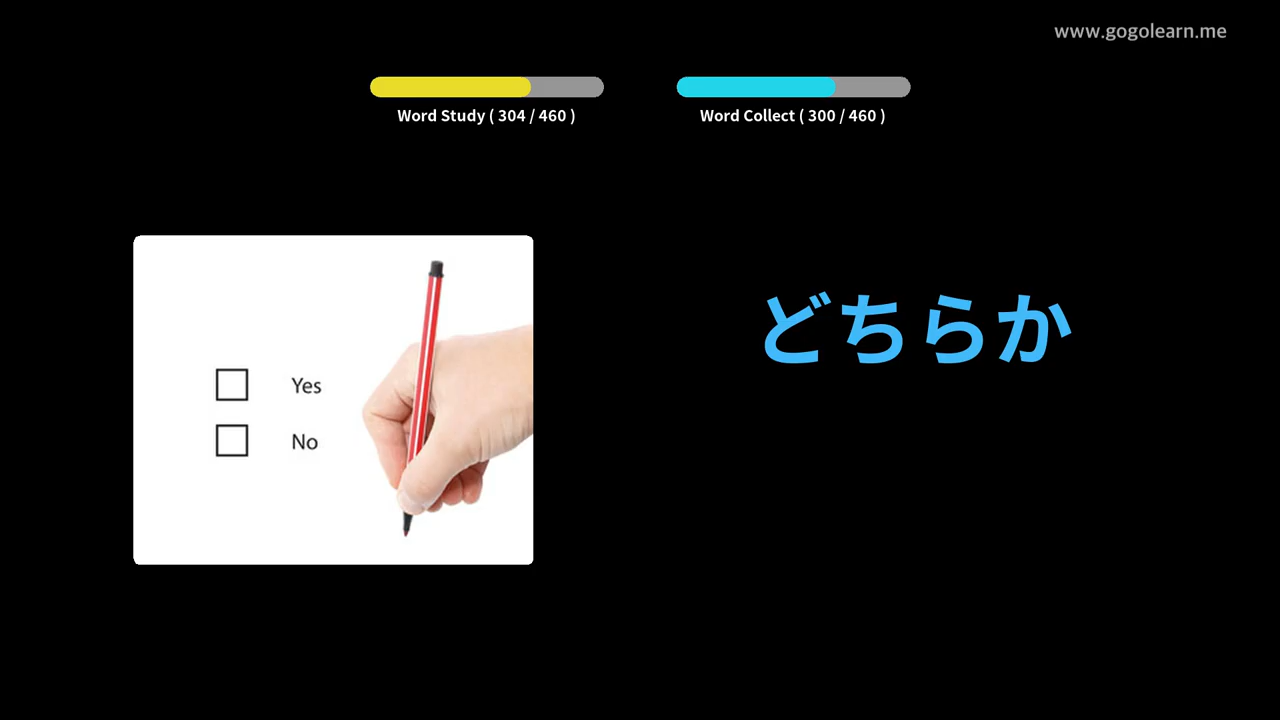 www.gogolearn.me
Word Study ( 304 / 460 )
Word Collect ( 300 / 460 )
どちらか
Yes
No